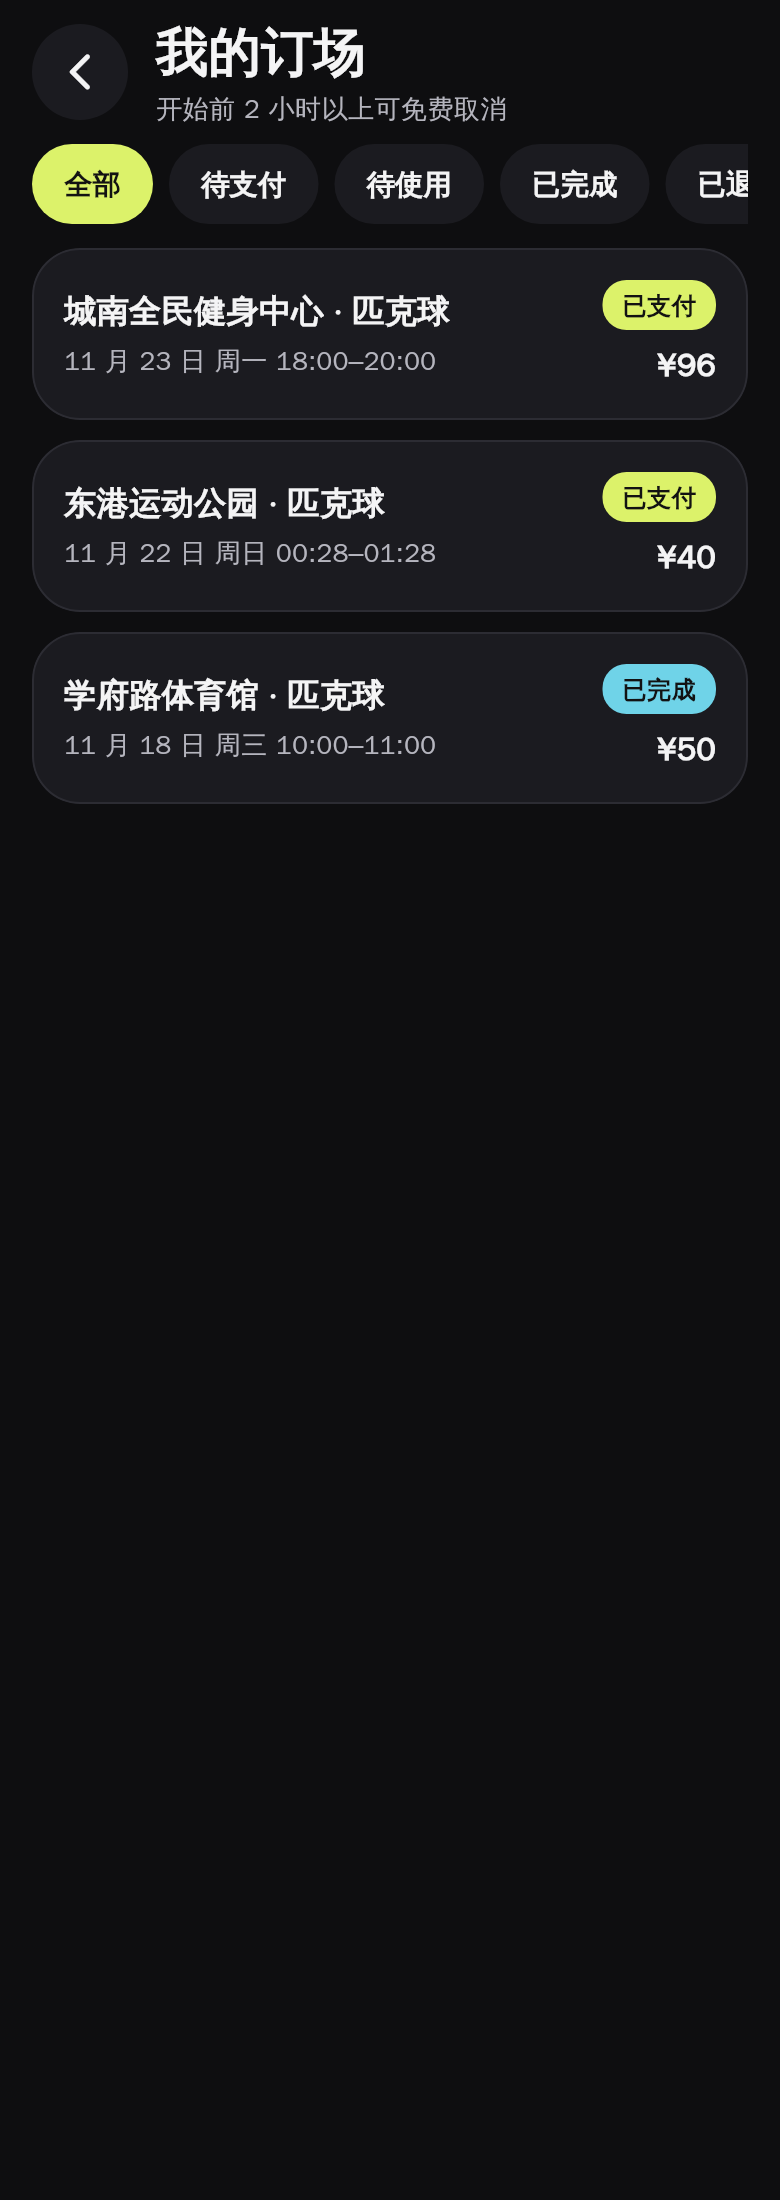 我的订场
开始前 2 小时以上可免费取消
全部 待支付 待使用 已完成 已退
城南全民健身中心 · 匹克球 已支付
11 月 23 日 周一 18:00–20:00 ¥96
东港运动公园 · 匹克球 已支付
11 月 22 日 周日 00:28–01:28 ¥40
学府路体育馆 · 匹克球 已完成
11 月 18 日 周三 10:00–11:00 ¥50